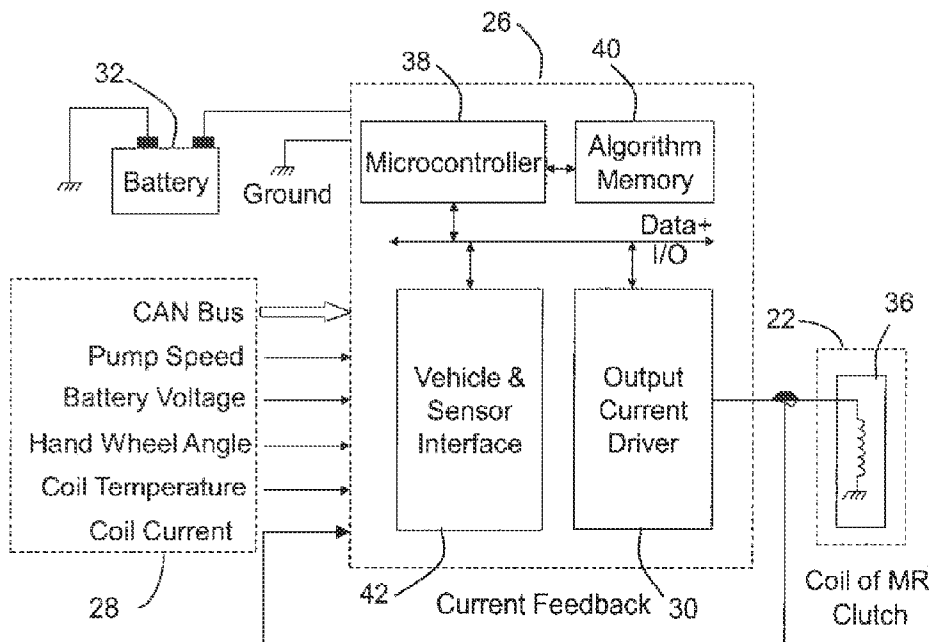 26
32
38
40
Battery
Ground
Microcontroller
Algorithm
Memory
Data+
I/O
CAN Bus
Pump Speed
Battery Voltage
Hand Wheel Angle
Coil Temperature
Coil Current
28
Vehicle &
Sensor
Interface
42
Output
Current
Driver
30
Current Feedback
22
36
Coil of MR
Clutch